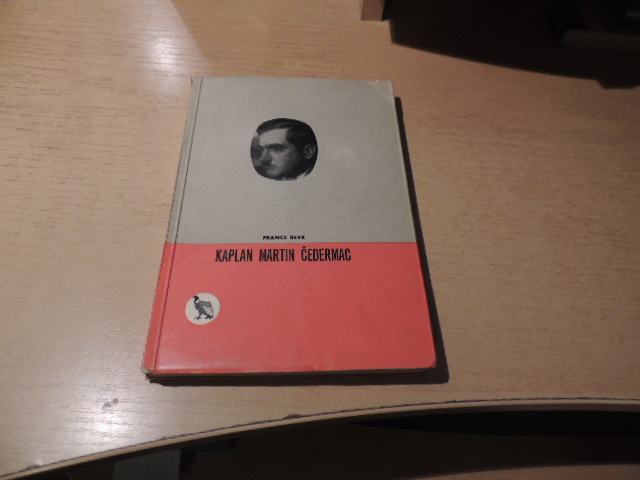 FRANCE BEVK
KAPLAN MARTIN ČEDERMAC